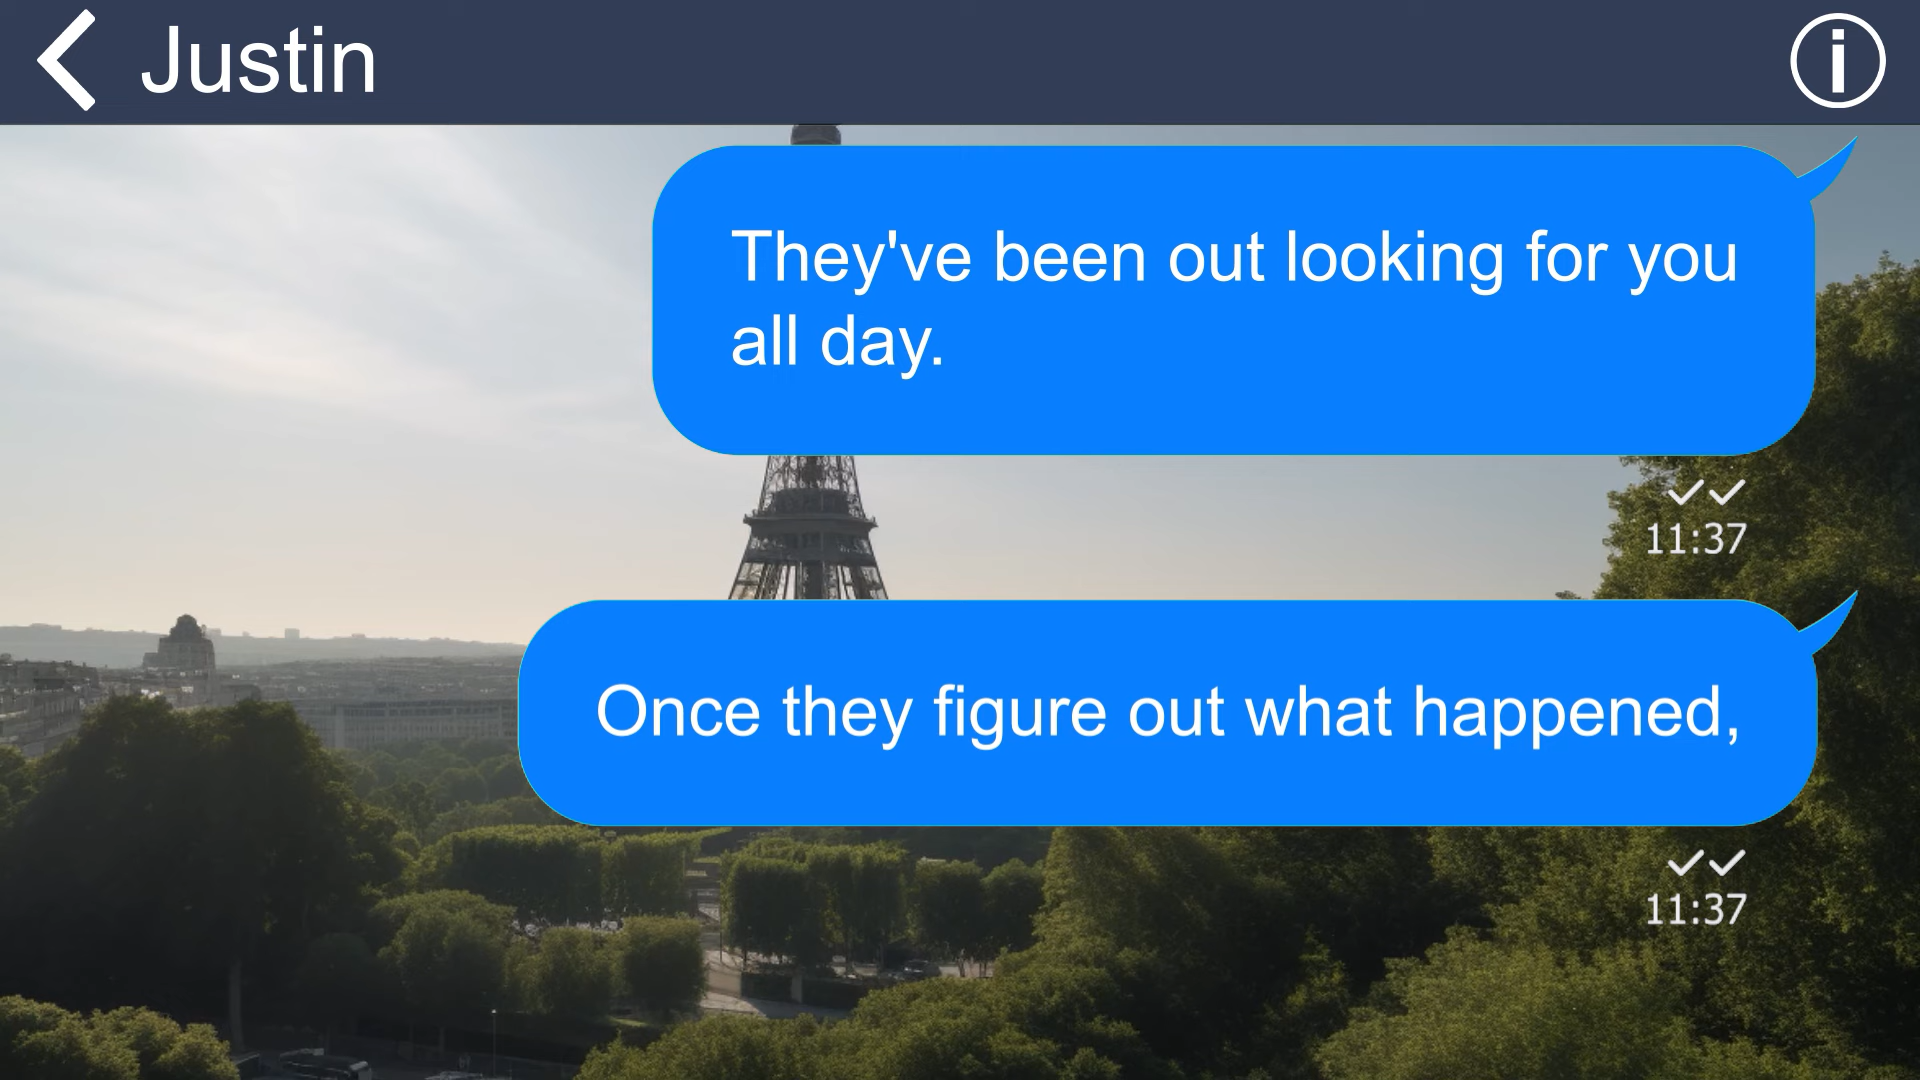 Justin
They've been out looking for you
all day.
11:37
Once they figure out what happened,
11:37